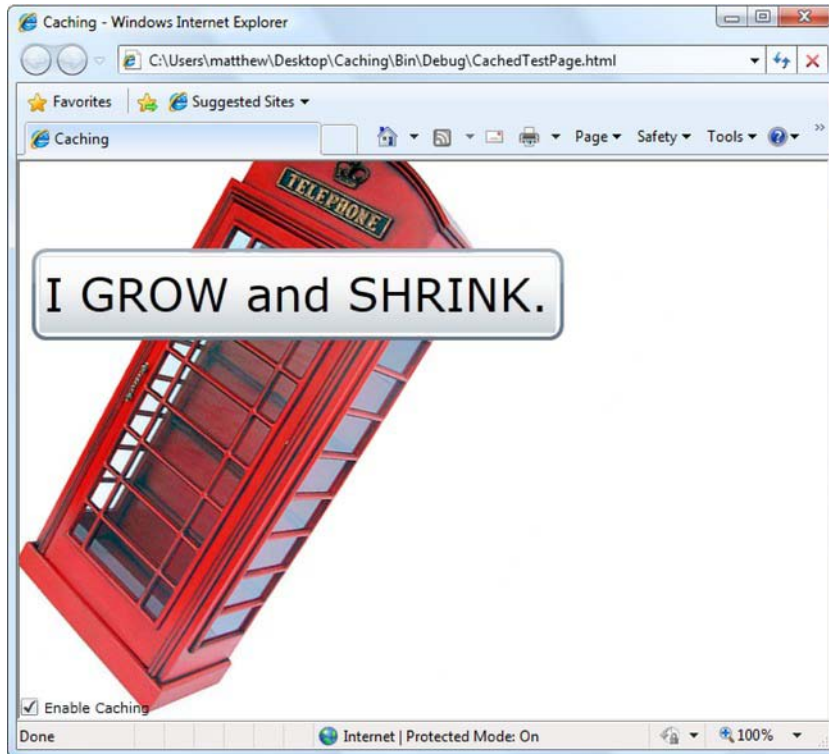 Caching - Windows Internet Explorer
C:\Users\matthew\Desktop\Caching\Bin\Debug\CachedTestPage.html
Favorites Suggested Sites
Caching Page Safety Tools
TELEPHONE
I GROW and SHRINK.
Enable Caching
Done Internet | Protected Mode: On 100%